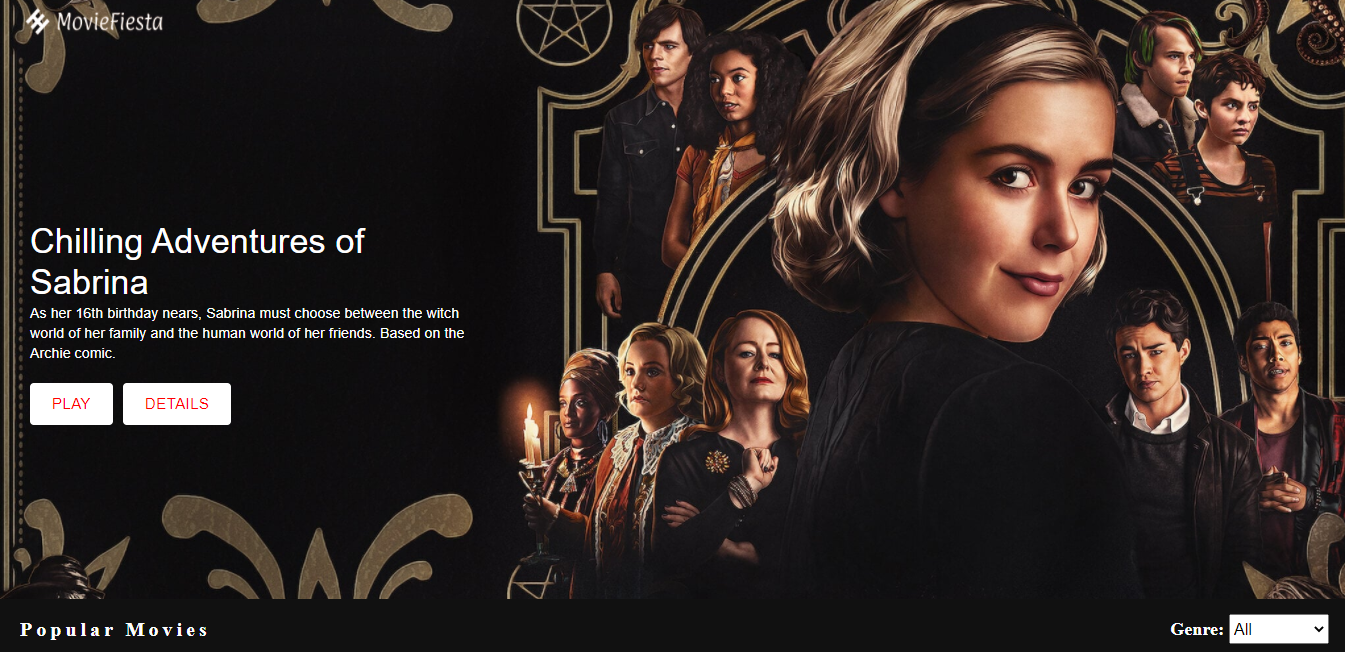 MovieFiesta
Chilling Adventures of
Sabrina
As her 16th birthday nears, Sabrina must choose between the witch
world of her family and the human world of her friends. Based on the
Archie comic.
PLAY DETAILS
Popular Movies Genre: All